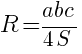 R = abc / 4S